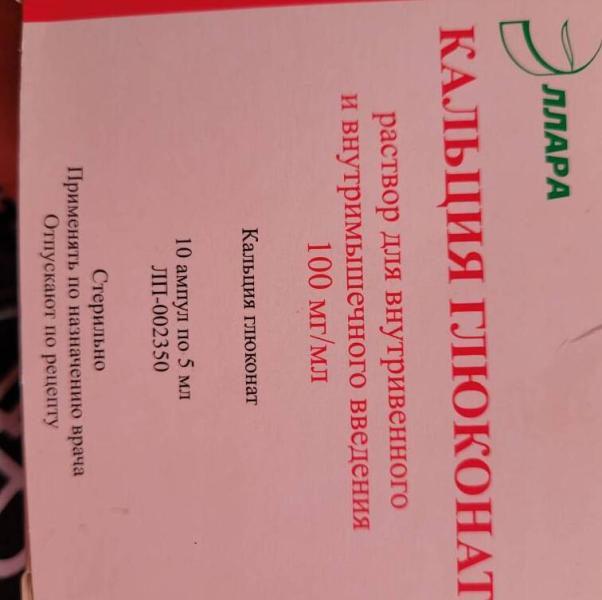 ЭЛЛАРА
КАЛЬЦИЯ ГЛЮКОНАТ
раствор для внутривенного
и внутримышечного введения
100 мг/мл
Кальция глюконат
10 ампул по 5 мл
ЛП-002350
Стерильно
Применять по назначению врача
Отпускают по рецепту